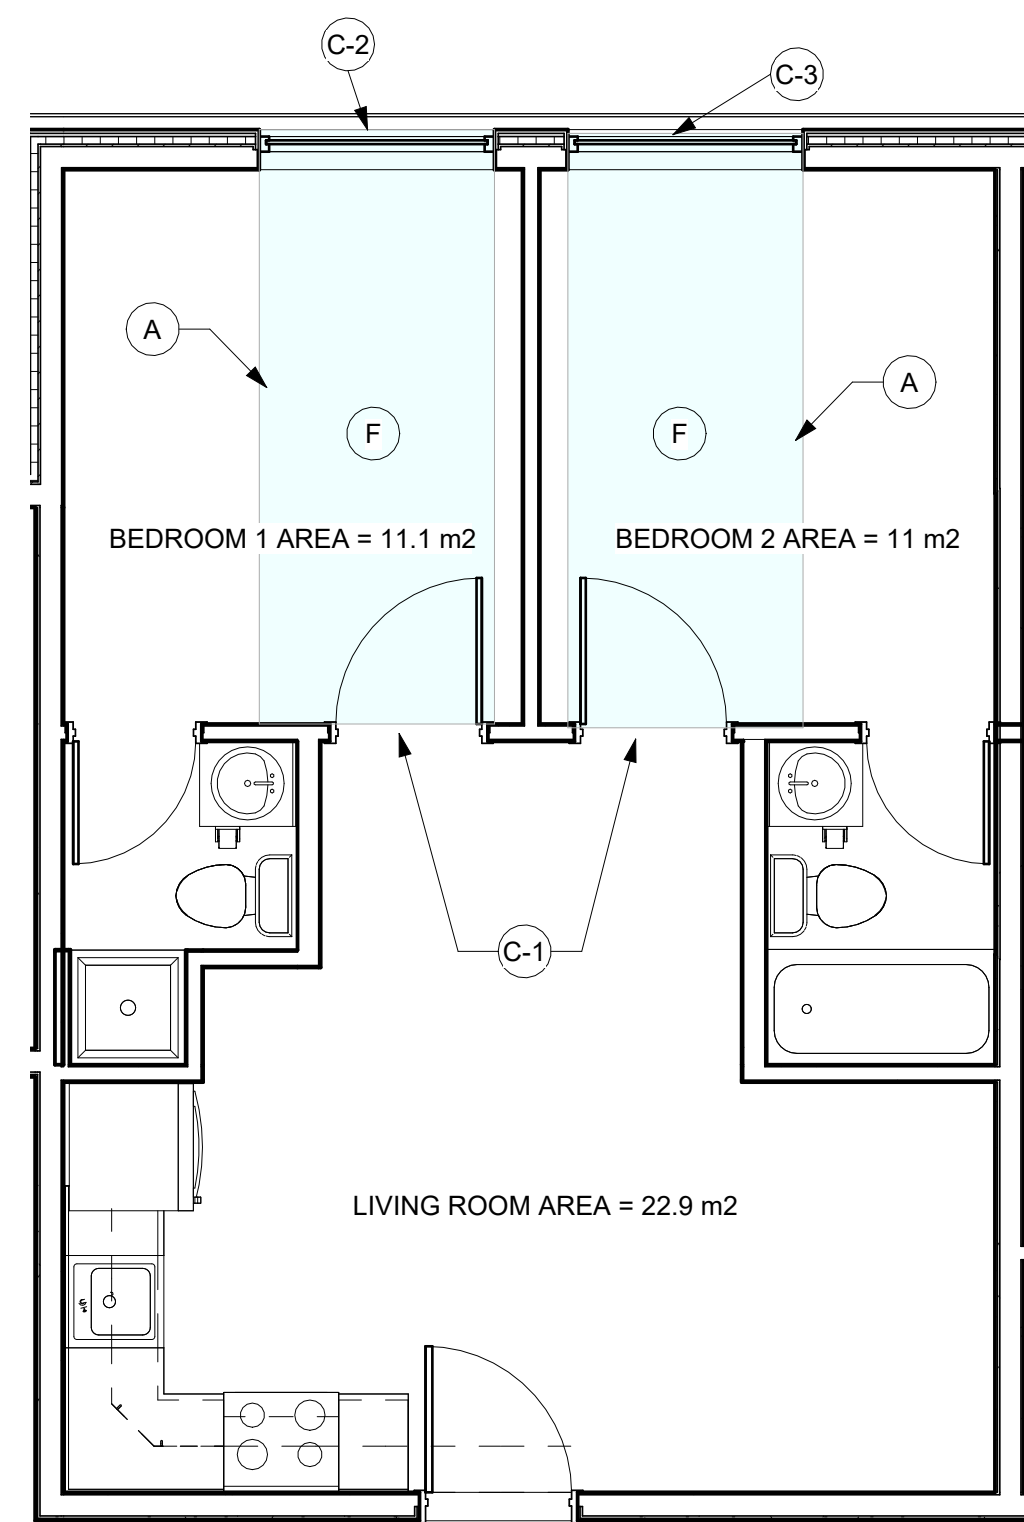 C-2
C-3
A
A
F
F
BEDROOM 1 AREA = 11.1 m2
BEDROOM 2 AREA = 11 m2
C-1
LIVING ROOM AREA = 22.9 m2